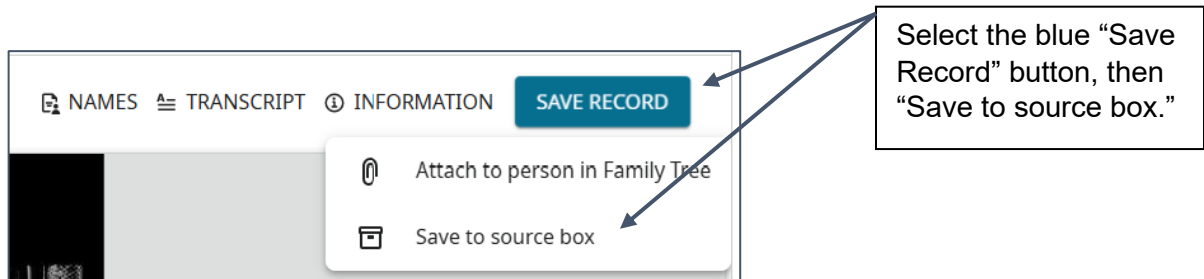 NAMES TRANSCRIPT INFORMATION SAVE RECORD
Attach to person in Family Tree
Save to source box
Select the blue “Save
Record” button, then
“Save to source box.”